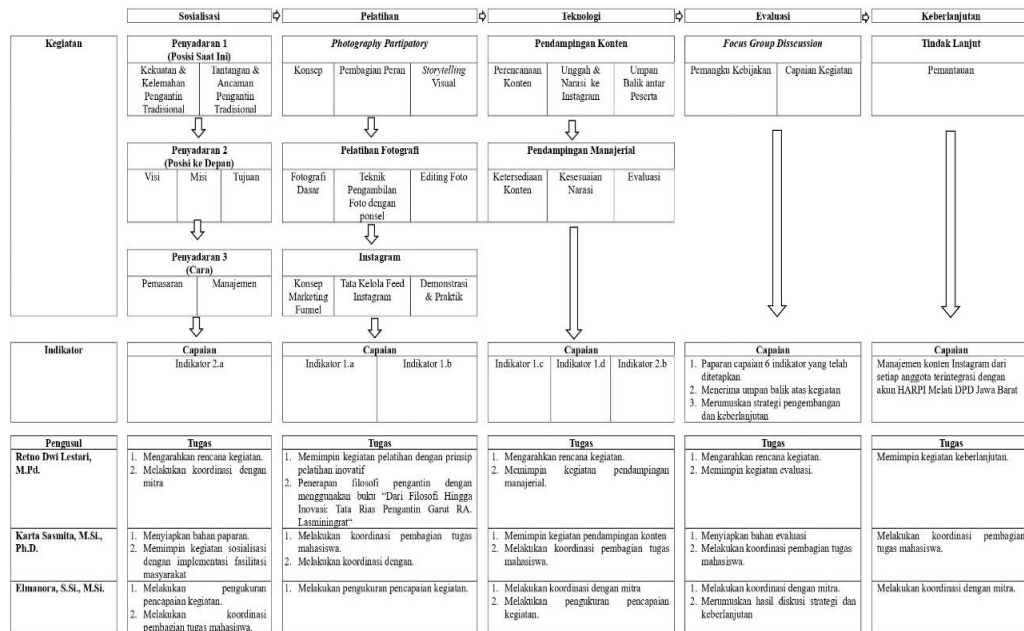 Sosialisasi
Pelatihan
Teknologi
Evaluasi
Keberlanjutan
Kegiatan
Penyadaran 1
(Posisi Saat Ini)
Kekuatan &
Kelemahan
Pengantin
Tradisional
Tantangan &
Ancaman
Pengantin
Tradisional
Penyadaran 2
(Posisi ke Depan)
Visi
Misi
Tujuan
Penyadaran 3
(Cara)
Pemasaran
Manajemen
Photography Partipatory
Konsep
Pembagian Peran
Storytelling
Visual
Pelatihan Fotografi
Fotografi
Dasar
Teknik
Pengambilan
Foto dengan
ponsel
Editing Foto
Instagram
Konsep
Marketing
Funnel
Tata Kelola Feed
Instagram
Demonstrasi
& Praktik
Pendampingan Konten
Perencanaan
Konten
Unggah &
Narasi ke
Instagram
Umpan
Balik antar
Peserta
Pendampingan Manajerial
Ketersediaan
Konten
Kesesuaian
Narasi
Evaluasi
Focus Group Disscussion
Pemangku Kebijakan
Capaian Kegiatan
Tindak Lanjut
Pemantauan
Indikator
Capaian
Indikator 2.a
Capaian
Indikator 1.a
Indikator 1.b
Capaian
Indikator 1.c
Indikator 1.d
Indikator 2.b
Capaian
1. Paparan capaian 6 indikator yang telah
ditetapkan
2. Menerima umpan balik atas kegiatan
3. Merumuskan strategi pengembangan
dan keberlanjutan
Capaian
Manajemen konten Instagram dari
setiap anggota terintegrasi dengan
akun HARPI Melati DPD Jawa Barat
Pengusul
Tugas
Tugas
Tugas
Tugas
Tugas
Retno Dwi Lestari,
M.Pd.
1. Mengarahkan rencana kegiatan.
2. Melakukan koordinasi dengan
mitra
1. Memimpin kegiatan pelatihan dengan prinsip
pelatihan inovatif
2. Penerapan filosofi pengantin dengan
menggunakan buku "Dari Filosofi Hingga
Inovasi: Tata Rias Pengantin Garut RA.
Lasminingrat"
1. Mengarahkan rencana kegiatan.
2. Memimpin kegiatan pendampingan
manajerial.
1. Mengarahkan rencana kegiatan.
2. Memimpin kegiatan evaluasi.
Memimpin kegiatan keberlanjutan.
Karta Sasmita, M.Si.,
Ph.D.
1. Menyiapkan bahan paparan.
2. Memimpin kegiatan sosialisasi
dengan implementasi fasilitasi
masyarakat
1. Melakukan koordinasi pembagian tugas
mahasiswa.
2. Melakukan koordinasi dengan.
1. Memimpin kegiatan pendampingan konten
2. Melakukan koordinasi pembagian tugas
mahasiswa.
1. Menyiapkan bahan evaluasi
2. Melakukan koordinasi pembagian tugas
mahasiswa.
Melakukan koordinasi pembagian
tugas mahasiswa.
Elmanora, S.Si., M.Si.
1. Melakukan pengukuran
pencapaian kegiatan.
2. Melakukan koordinasi
pembagian tugas mahasiswa.
1. Melakukan pengukuran pencapaian kegiatan.
1. Melakukan koordinasi dengan mitra
2. Melakukan pengukuran pencapaian
kegiatan.
1. Melakukan koordinasi dengan mitra.
2. Merumuskan hasil diskusi strategi dan
keberlanjutan
Melakukan koordinasi dengan mitra.